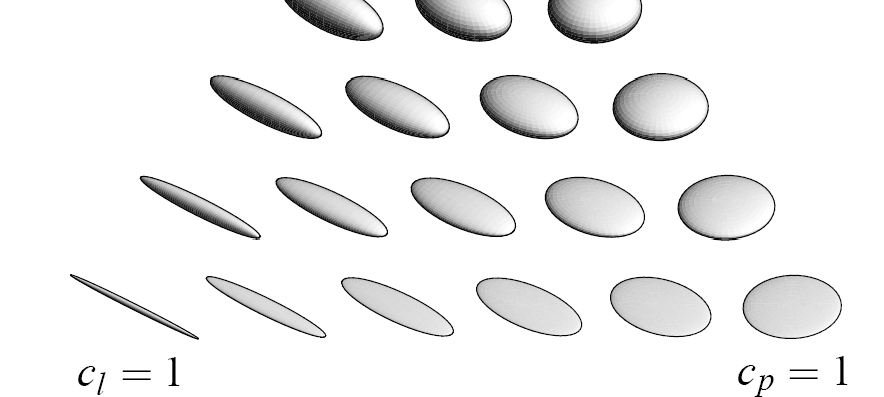 c_l = 1
c_p = 1